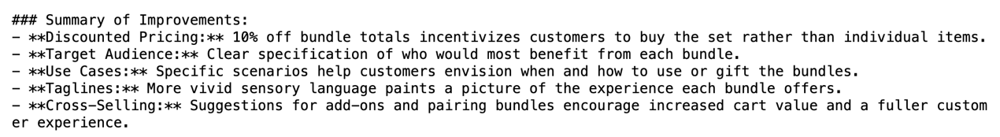 ### Summary of Improvements:
- **Discounted Pricing:** 10% off bundle totals incentivizes customers to buy the set rather than individual items.
- **Target Audience:** Clear specification of who would most benefit from each bundle.
- **Use Cases:** Specific scenarios help customers envision when and how to use or gift the bundles.
- **Taglines:** More vivid sensory language paints a picture of the experience each bundle offers.
- **Cross-Selling:** Suggestions for add-ons and pairing bundles encourage increased cart value and a fuller custom
er experience.